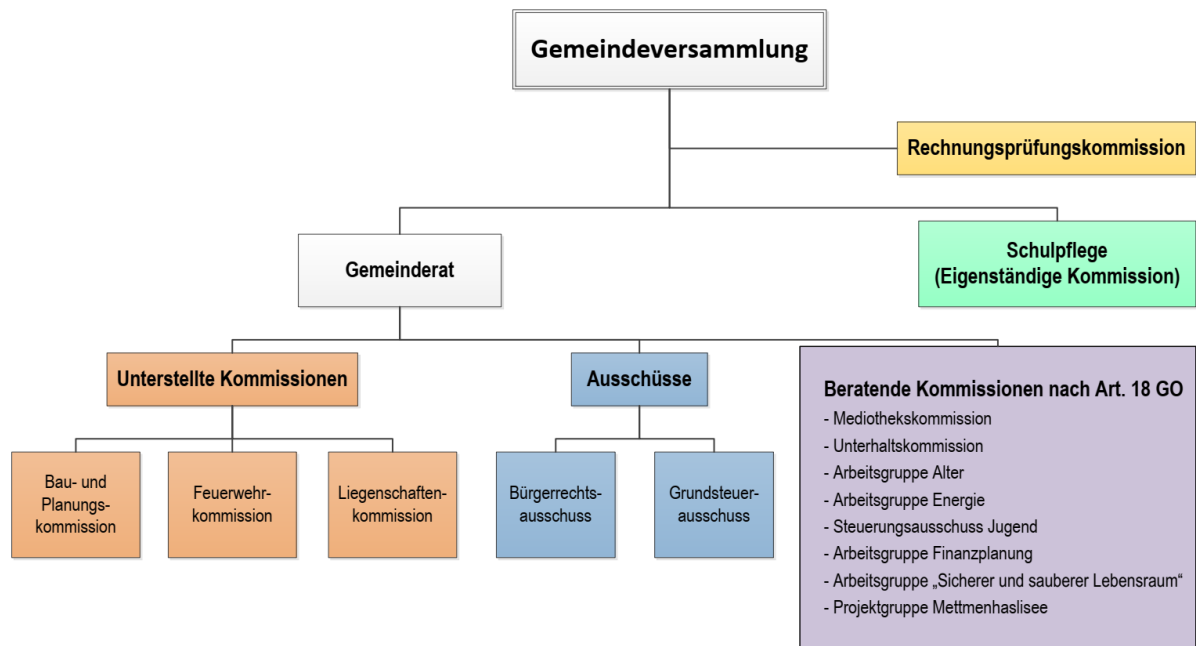 Gemeindeversammlung
Rechnungsprüfungskommission
Gemeinderat
Schulpflege
(Eigenständige Kommission)
Unterstellte Kommissionen
Ausschüsse
Beratende Kommissionen nach Art. 18 GO
- Mediothekskommission
- Unterhaltskommission
- Arbeitsgruppe Alter
- Arbeitsgruppe Energie
- Steuerungsausschuss Jugend
- Arbeitsgruppe Finanzplanung
- Arbeitsgruppe „Sicherer und sauberer Lebensraum“
- Projektgruppe Mettmenhaslisee
Bau- und
Planungs-
kommission
Feuerwehr-
kommission
Liegenschaften-
kommission
Bürgerrechts-
ausschuss
Grundsteuer-
ausschuss